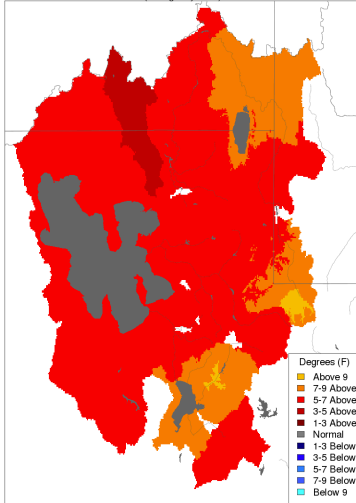 Degrees (F)
Above 9
7-9 Above
5-7 Above
3-5 Above
1-3 Above
Normal
1-3 Below
3-5 Below
5-7 Below
7-9 Below
Below 9